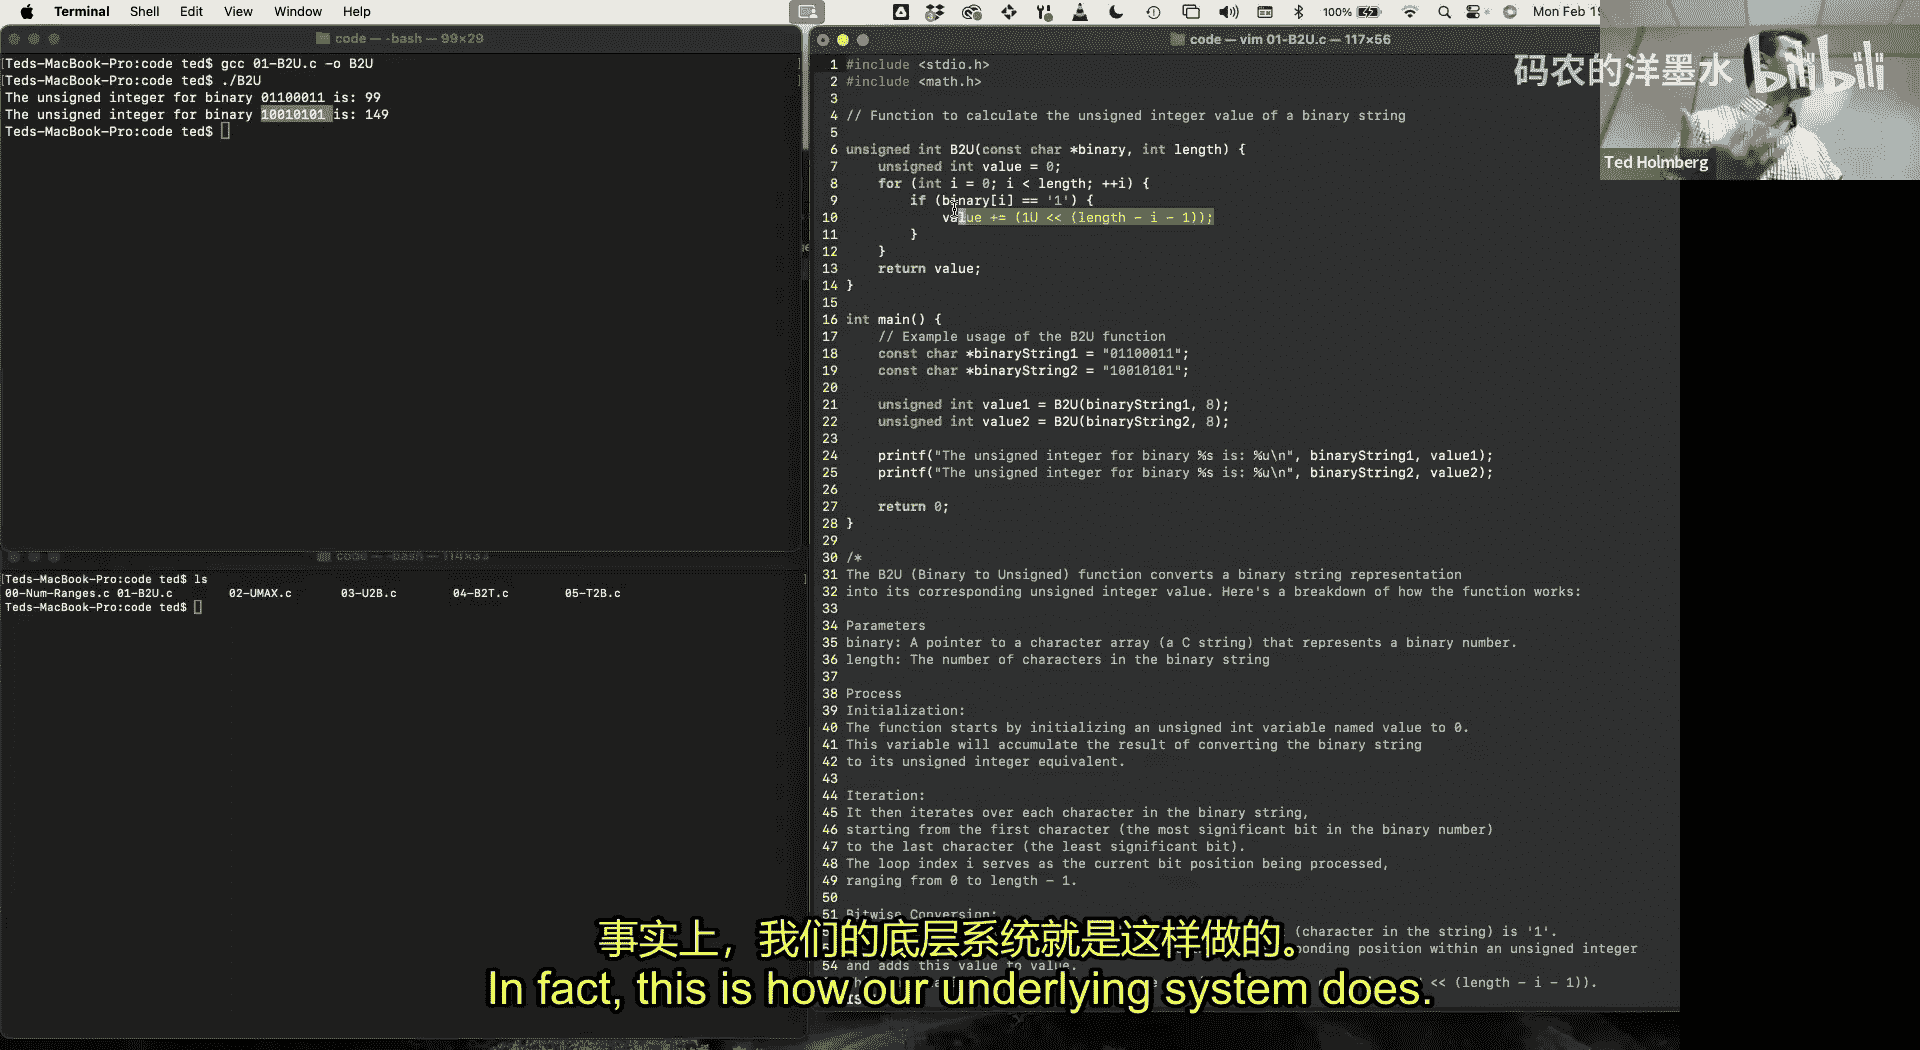 Terminal Shell Edit View Window Help
100%
Mon Feb 19
code — -bash — 99×29
[Teds-MacBook-Pro:code ted$ gcc 01-B2U.c -o B2U
[Teds-MacBook-Pro:code ted$ ./B2U
The unsigned integer for binary 01100011 is: 99
The unsigned integer for binary 10010101 is: 149
Teds-MacBook-Pro:code ted$
code — -bash — 114×33
[Teds-MacBook-Pro:code ted$ ls
00-Num-Ranges.c 01-B2U.c 02-UMAX.c 03-U2B.c 04-B2T.c 05-T2B.c
Teds-MacBook-Pro:code ted$
code — vim 01-B2U.c — 117×56
1 #include <stdio.h>
2 #include <math.h>
3
4 // Function to calculate the unsigned integer value of a binary string
5
6 unsigned int B2U(const char *binary, int length) {
7 unsigned int value = 0;
8 for (int i = 0; i < length; ++i) {
9 if (binary[i] == '1') {
10 value += (1U << (length - i - 1));
11 }
12 }
13 return value;
14 }
15
16 int main() {
17 // Example usage of the B2U function
18 const char *binaryString1 = "01100011";
19 const char *binaryString2 = "10010101";
20
21 unsigned int value1 = B2U(binaryString1, 8);
22 unsigned int value2 = B2U(binaryString2, 8);
23
24 printf("The unsigned integer for binary %s is: %u\n", binaryString1, value1);
25 printf("The unsigned integer for binary %s is: %u\n", binaryString2, value2);
26
27 return 0;
28 }
29
30 /*
31 The B2U (Binary to Unsigned) function converts a binary string representation
32 into its corresponding unsigned integer value. Here's a breakdown of how the function works:
33
34 Parameters
35 binary: A pointer to a character array (a C string) that represents a binary number.
36 length: The number of characters in the binary string
37
38 Process
39 Initialization:
40 The function starts by initializing an unsigned int variable named value to 0.
41 This variable will accumulate the result of converting the binary string
42 to its unsigned integer equivalent.
43
44 Iteration:
45 It then iterates over each character in the binary string,
46 starting from the first character (the most significant bit in the binary number)
47 to the last character (the least significant bit).
48 The loop index i serves as the current bit position being processed,
49 ranging from 0 to length - 1.
50
51 Bitwise Conversion:
(character in the string) is '1'.
ponding position within an unsigned integer
54 and adds this value to value.
<< (length - i - 1)).
码农的洋墨水 bilibili
Ted Holmberg
事实上，我们的底层系统就是这样做的。
In fact, this is how our underlying system does.